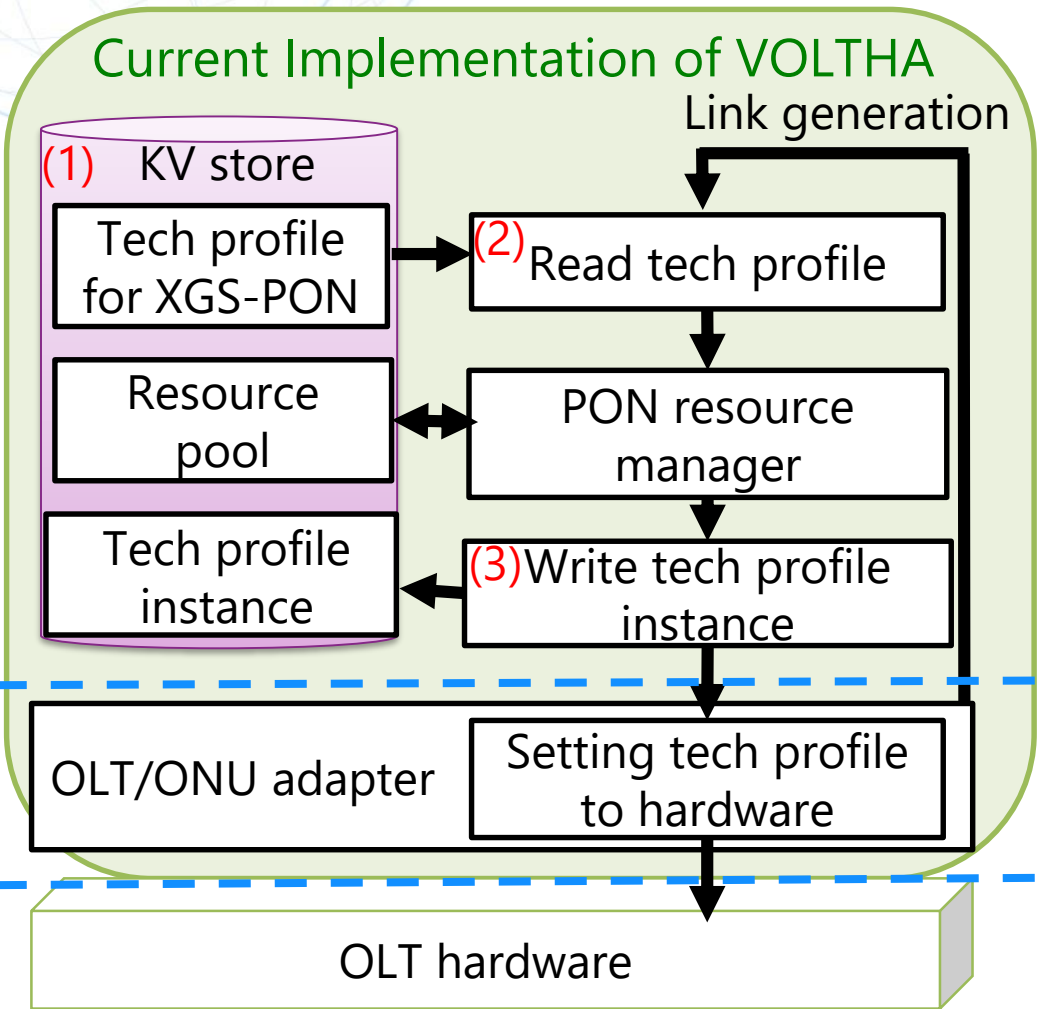 Current Implementation of VOLTHA
Link generation
(1) KV store
Tech profile
for XGS-PON
(2) Read tech profile
Resource
pool
PON resource
manager
Tech profile
instance
(3) Write tech profile
instance
OLT/ONU adapter
Setting tech profile
to hardware
OLT hardware